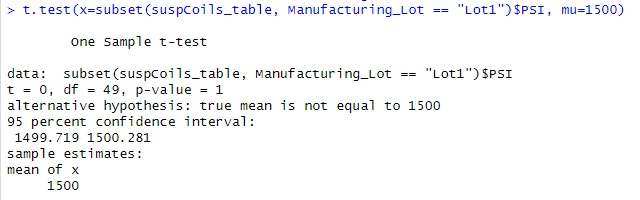 > t.test(x=subset(suspCoils_table, Manufacturing_Lot == "Lot1")$PSI, mu=1500)
One Sample t-test
data:  subset(suspCoils_table, Manufacturing_Lot == "Lot1")$PSI
t = 0, df = 49, p-value = 1
alternative hypothesis: true mean is not equal to 1500
95 percent confidence interval:
1499.719 1500.281
sample estimates:
mean of x
1500